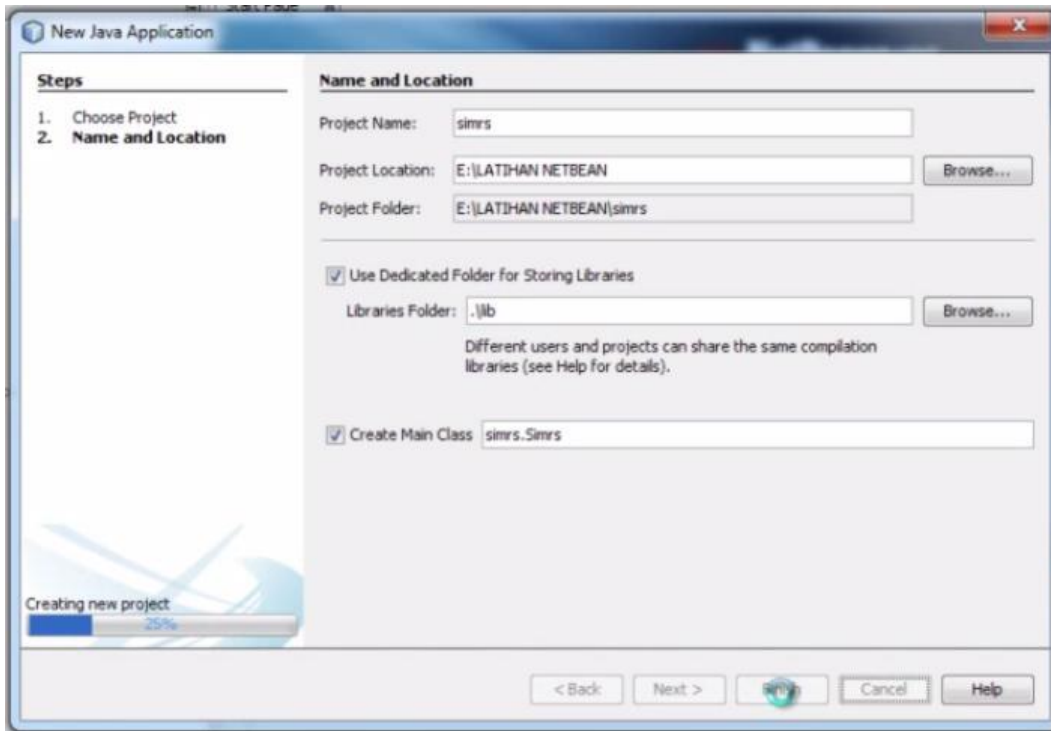 Start Page
New Java Application
Steps
1. Choose Project
2. Name and Location
Name and Location
Project Name: simrs
Project Location: E:\LATIHAN NETBEAN Browse...
Project Folder: E:\LATIHAN NETBEAN\simrs
Use Dedicated Folder for Storing Libraries
Libraries Folder: .\lib Browse...
Different users and projects can share the same compilation
libraries (see Help for details).
Create Main Class simrs.Simrs
Creating new project
25%
< Back Next > Finish Cancel Help